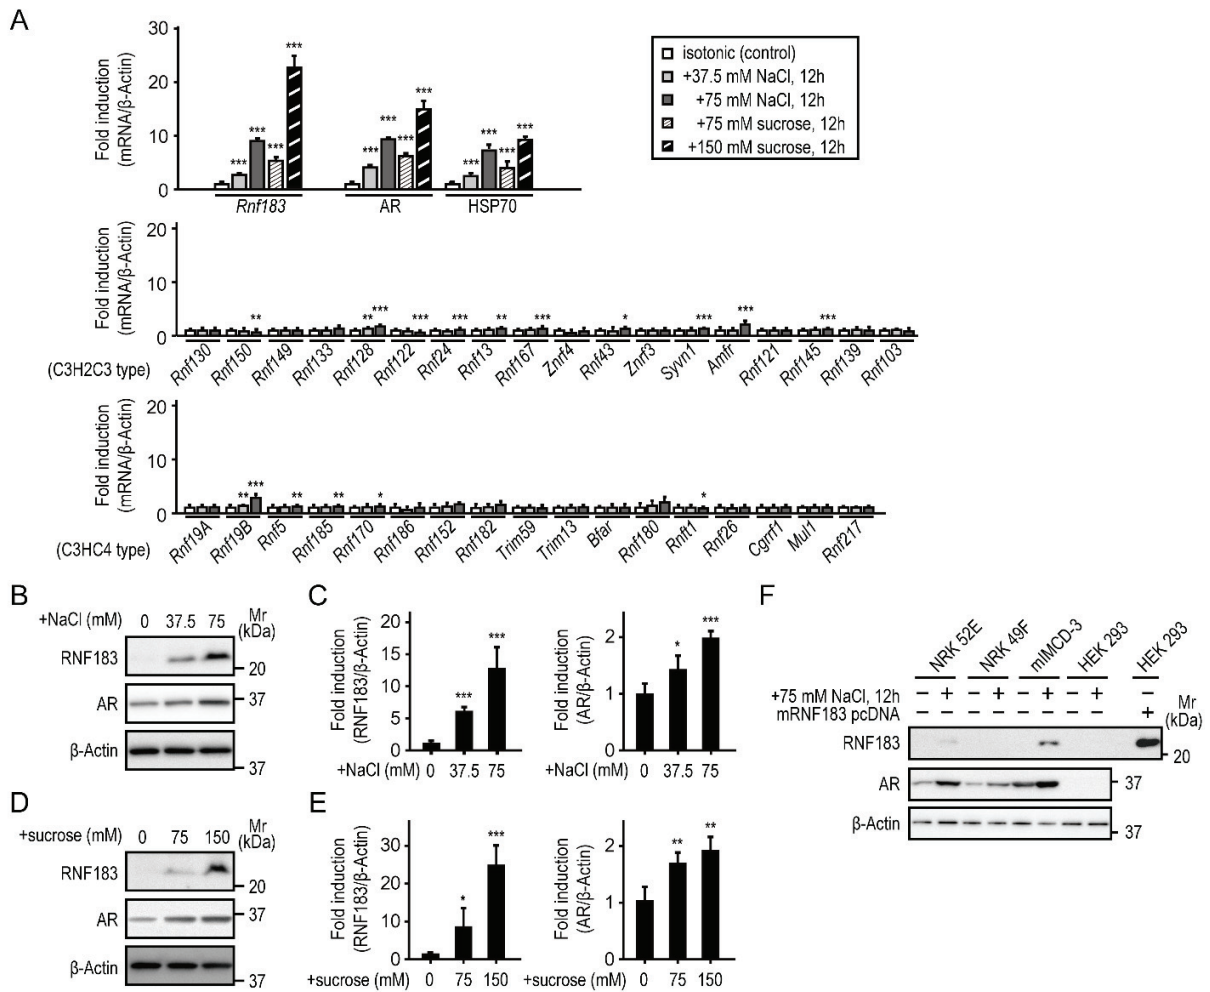 A
30
20
10
0
Fold induction
(mRNA/β-Actin)
*** *** *** ***
*** *** *** ***
*** *** *** ***
Rnf183 AR HSP70
isotonic (control)
+37.5 mM NaCl, 12h
+75 mM NaCl, 12h
+75 mM sucrose, 12h
+150 mM sucrose, 12h
20
10
0
Fold induction
(mRNA/β-Actin)
** ** *** *** *** ** *** * *** *** ***
(C3H2C3 type)
Rnf130 Rnf150 Rnf149 Rnf133 Rnf128 Rnf122 Rnf24 Rnf13 Rnf167 Znf4 Rnf43 Znf3 Syvn1 Amfr Rnf121 Rnf145 Rnf139 Rnf103
20
10
0
Fold induction
(mRNA/β-Actin)
** *** ** ** * *
(C3HC4 type)
Rnf19A Rnf19B Rnf5 Rnf185 Rnf170 Rnf186 Rnf152 Rnf182 Trim59 Trim13 Bfar Rnf180 Rnft1 Rnf26 Cgrrf1 Mul1 Rnf217
B
+NaCl (mM) 0 37.5 75 Mr
(kDa)
RNF183
20
AR 37
β-Actin
37
C
20
15
10
5
0
Fold induction
(RNF183/β-Actin)
*** ***
+NaCl (mM) 0 37.5 75
2
1
0
Fold induction
(AR/β-Actin)
* ***
+NaCl (mM) 0 37.5 75
D
+sucrose (mM) 0 75 150 Mr
(kDa)
RNF183
20
AR 37
β-Actin
37
E
30
20
10
0
Fold induction
(RNF183/β-Actin)
* ***
+sucrose (mM) 0 75 150
2
1
0
Fold induction
(AR/β-Actin)
** **
+sucrose (mM) 0 75 150
F
NRK 52E NRK 49F mIMCD-3 HEK 293 HEK 293
+75 mM NaCl, 12h − + − + − + − + −
mRNF183 pcDNA − − − − − − − − +
Mr
(kDa)
RNF183
20
AR 37
β-Actin
37